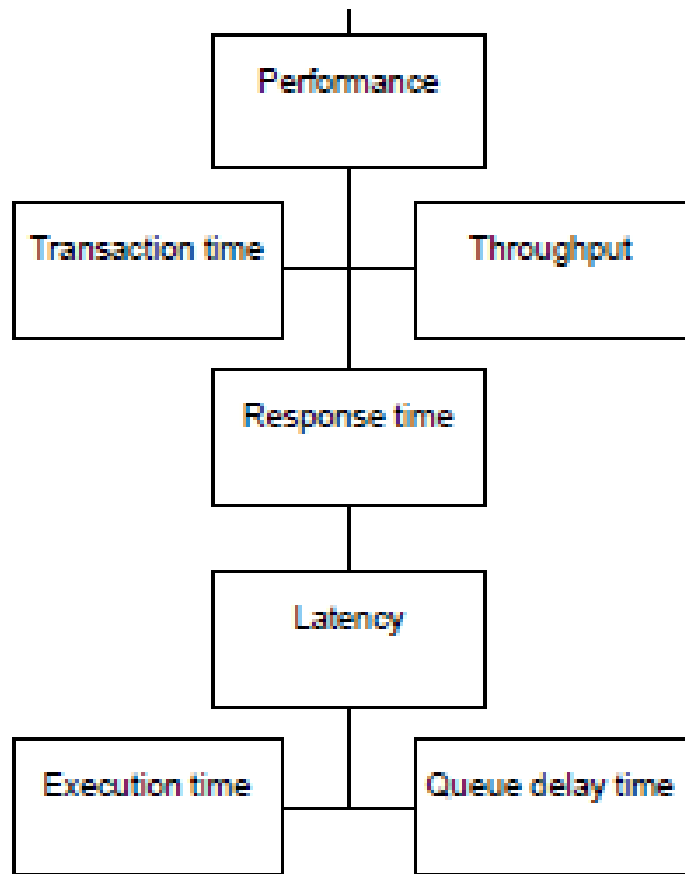 Performance
Transaction time
Throughput
Response time
Latency
Execution time
Queue delay time